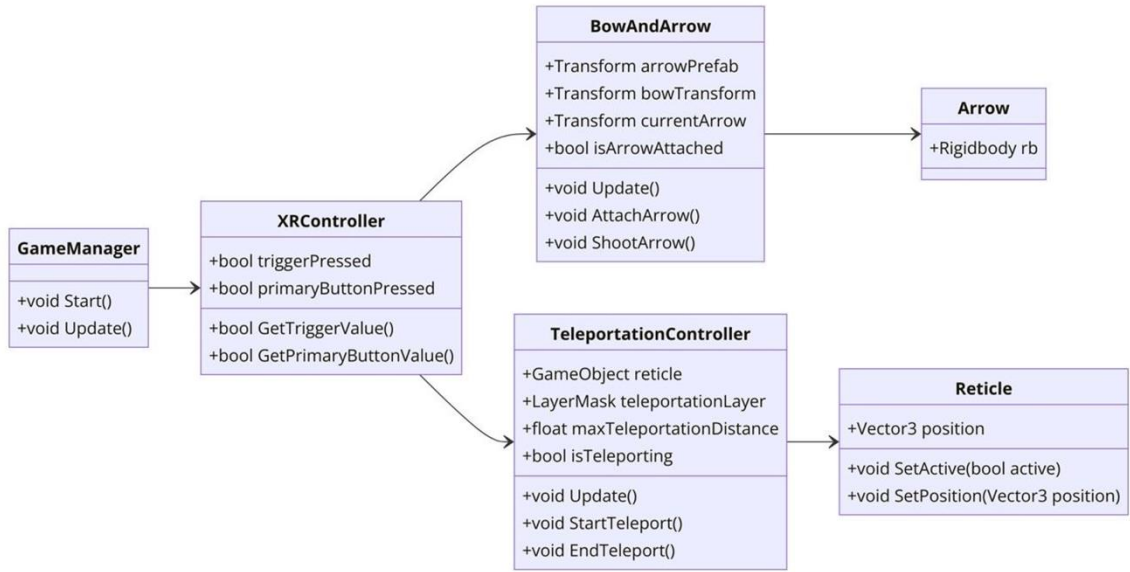 GameManager
+void Start()
+void Update()
XRController
+bool triggerPressed
+bool primaryButtonPressed
+bool GetTriggerValue()
+bool GetPrimaryButtonValue()
BowAndArrow
+Transform arrowPrefab
+Transform bowTransform
+Transform currentArrow
+bool isArrowAttached
+void Update()
+void AttachArrow()
+void ShootArrow()
Arrow
+Rigidbody rb
TeleportationController
+GameObject reticle
+LayerMask teleportationLayer
+float maxTeleportationDistance
+bool isTeleporting
+void Update()
+void StartTeleport()
+void EndTeleport()
Reticle
+Vector3 position
+void SetActive(bool active)
+void SetPosition(Vector3 position)